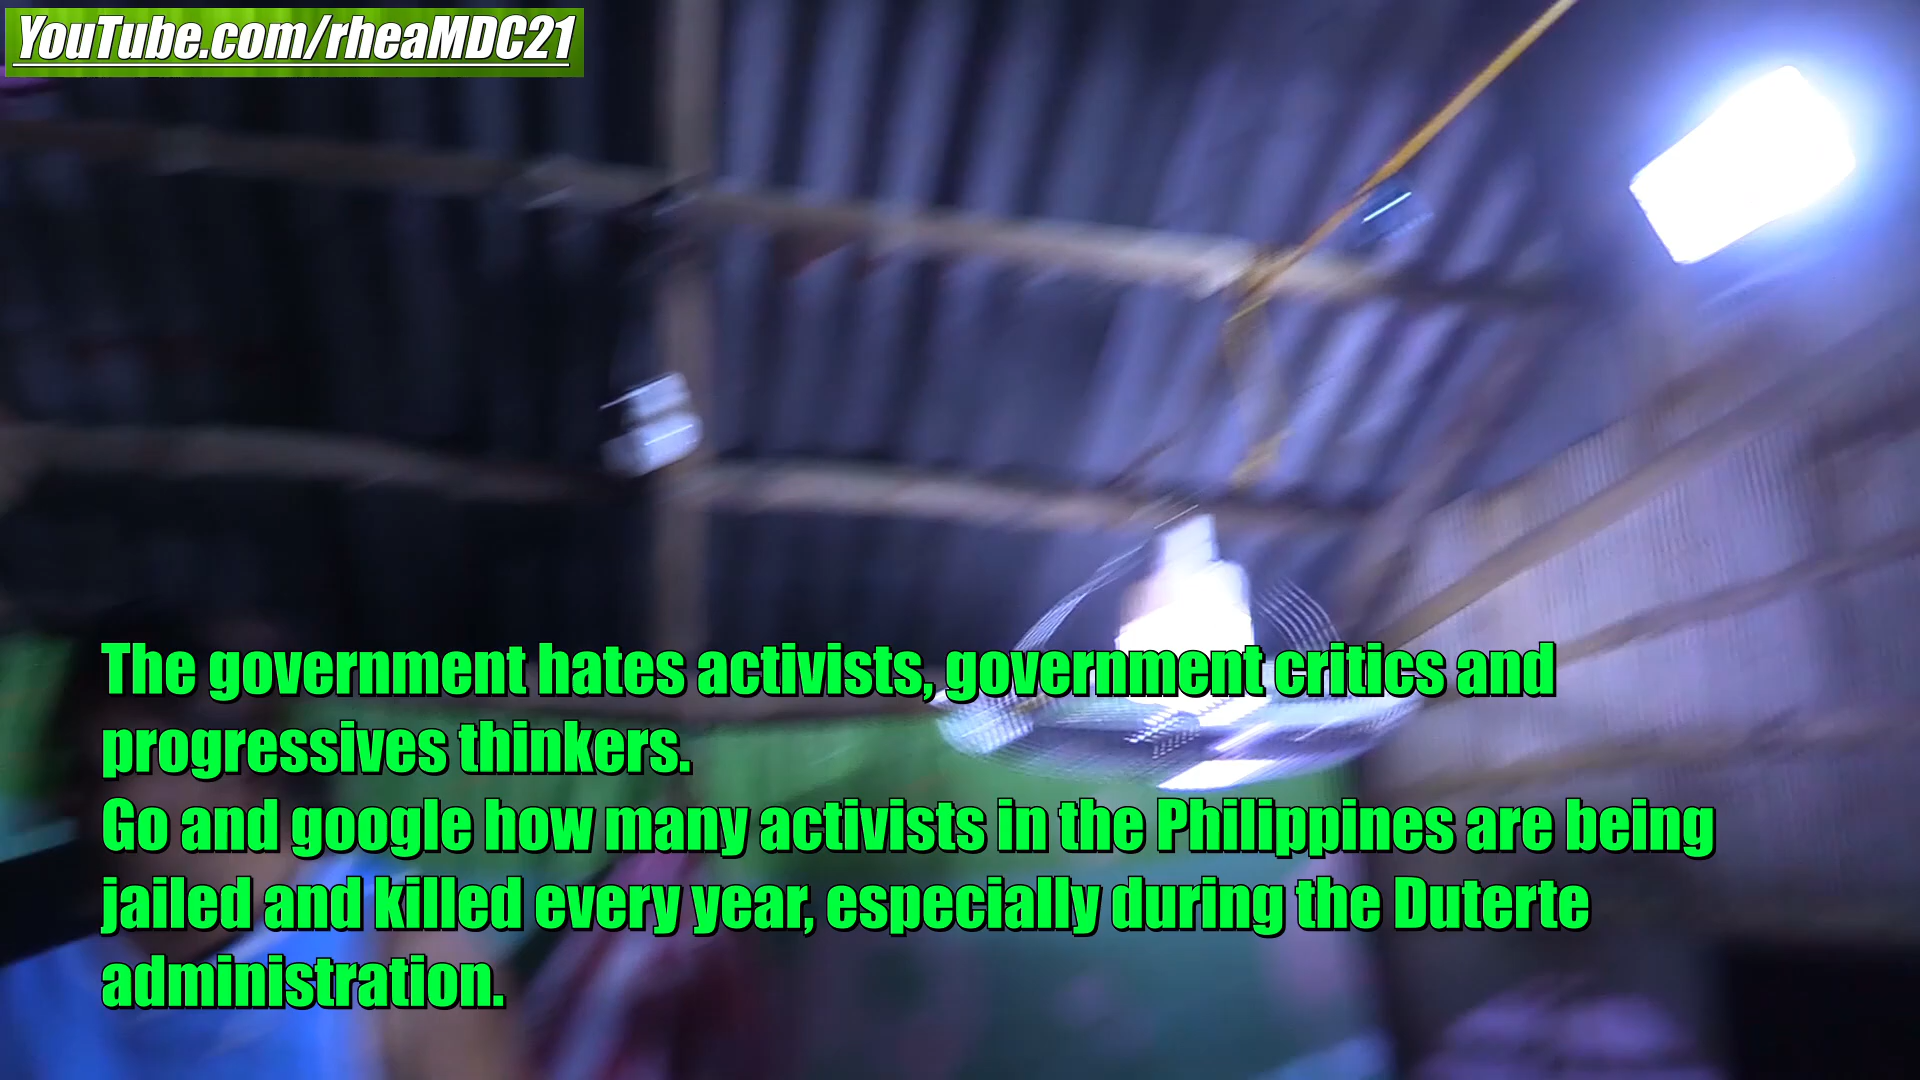 YouTube.com/rheaMDC21
The government hates activists, government critics and
progressives thinkers.
Go and google how many activists in the Philippines are being
jailed and killed every year, especially during the Duterte
administration.